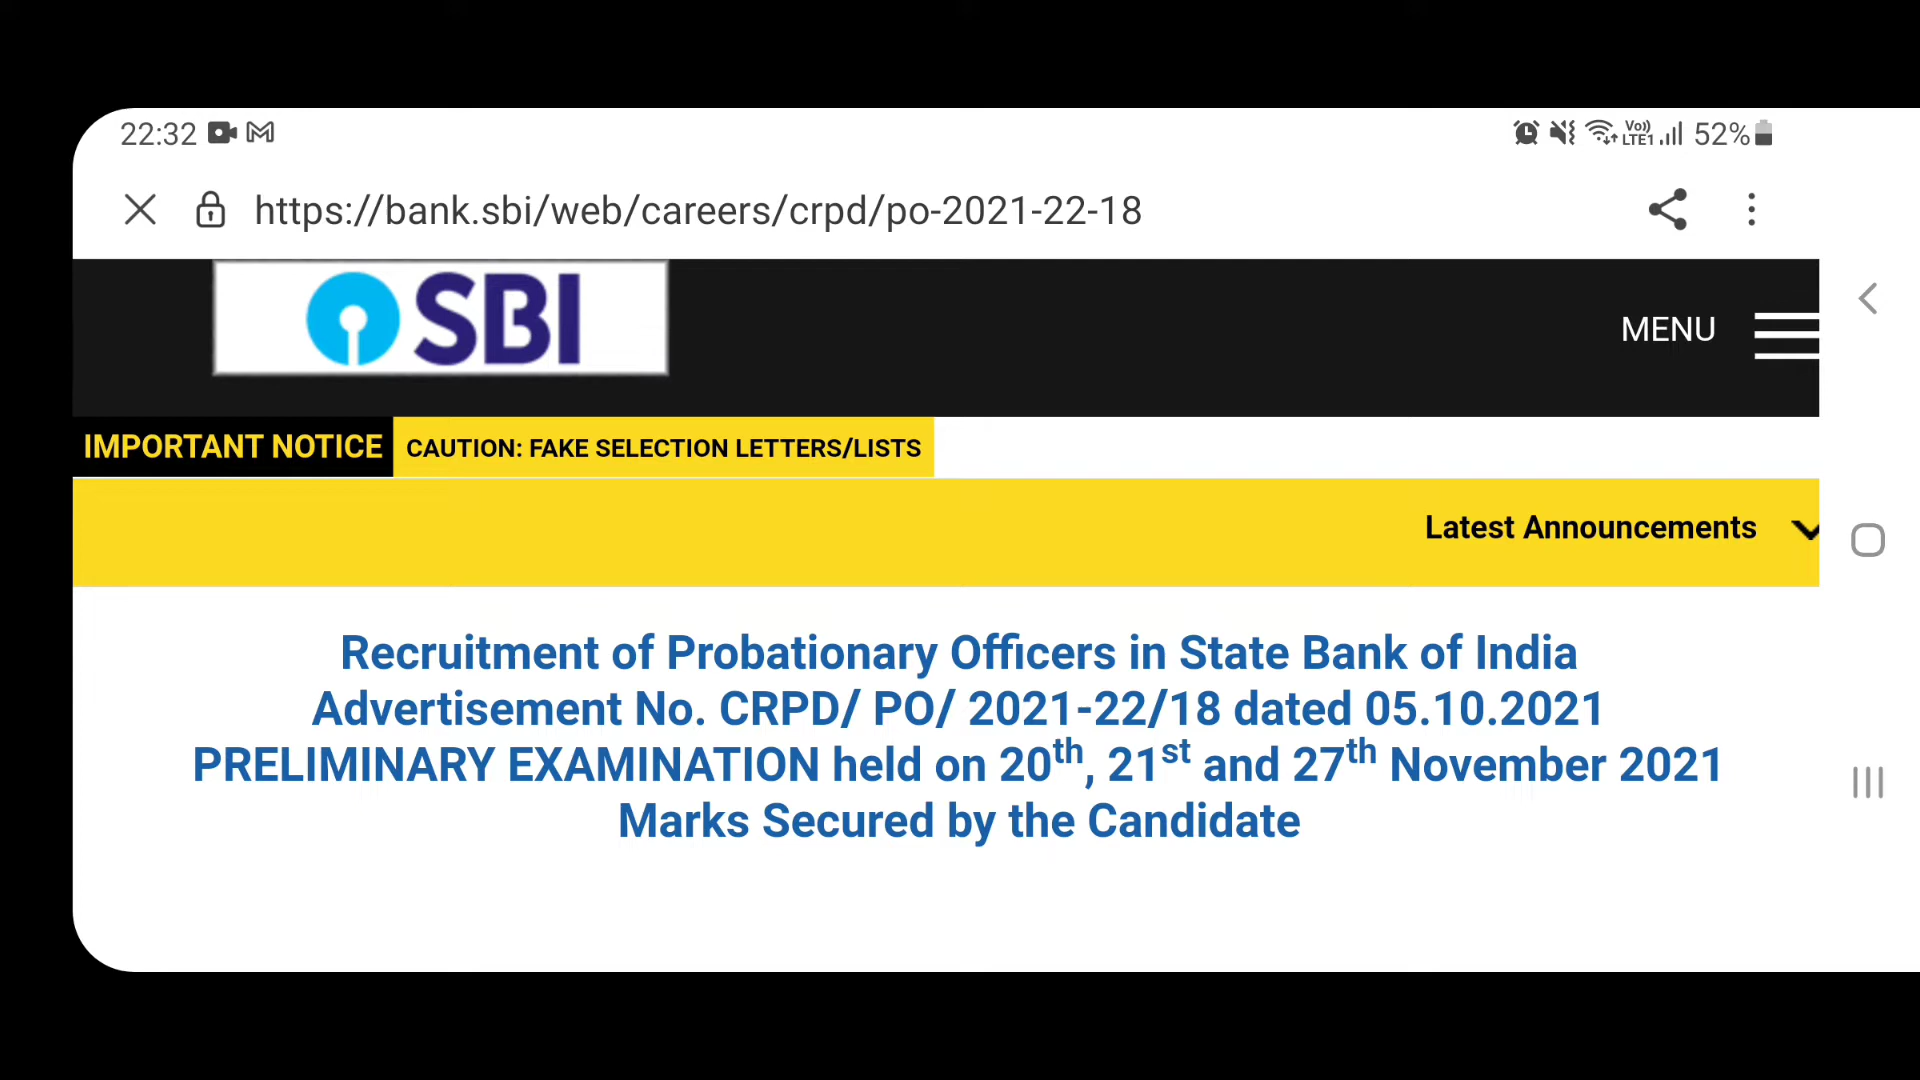 22:32
Vo)) LTE1 52%
https://bank.sbi/web/careers/crpd/po-2021-22-18
SBI
MENU
IMPORTANT NOTICE CAUTION: FAKE SELECTION LETTERS/LISTS
Latest Announcements
Recruitment of Probationary Officers in State Bank of India
Advertisement No. CRPD/ PO/ 2021-22/18 dated 05.10.2021
PRELIMINARY EXAMINATION held on 20th, 21st and 27th November 2021
Marks Secured by the Candidate